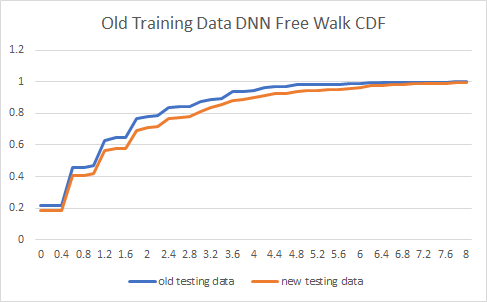 Old Training Data DNN Free Walk CDF
1.2
1
0.8
0.6
0.4
0.2
0
0 0.4 0.8 1.2 1.6 2 2.4 2.8 3.2 3.6 4 4.4 4.8 5.2 5.6 6 6.4 6.8 7.2 7.6 8
old testing data new testing data